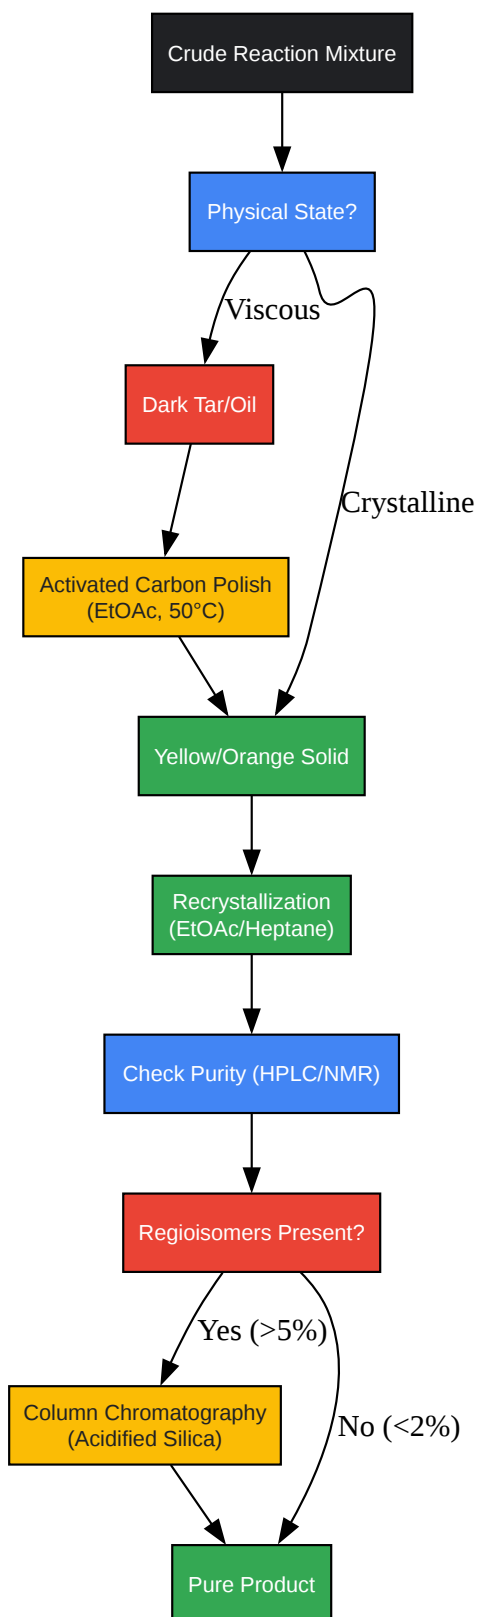 Crude Reaction Mixture
Physical State?
Viscous
Dark Tar/Oil
Crystalline
Activated Carbon Polish
(EtOAc, 50°C)
Yellow/Orange Solid
Recrystallization
(EtOAc/Heptane)
Check Purity (HPLC/NMR)
Regioisomers Present?
Yes (>5%)
Column Chromatography
(Acidified Silica)
No (<2%)
Pure Product